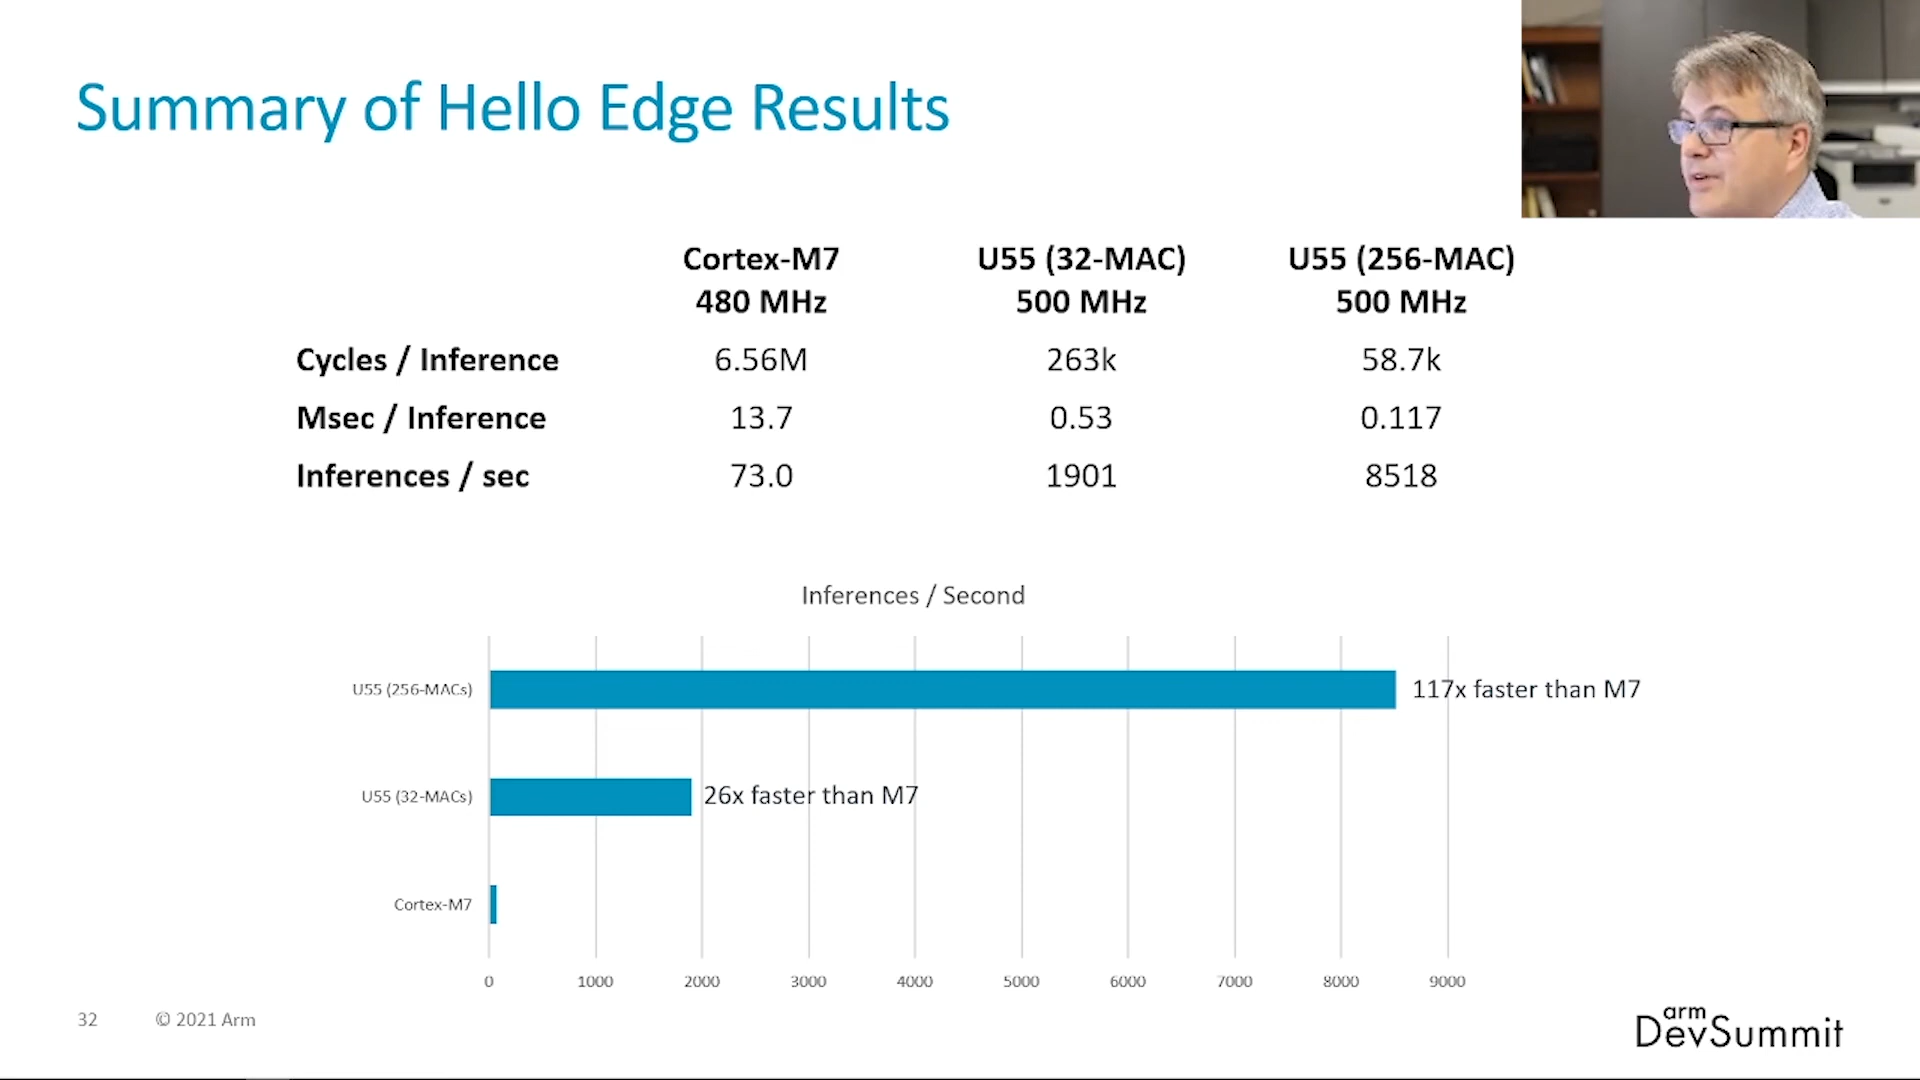 Summary of Hello Edge Results
Cortex-M7 U55 (32-MAC) U55 (256-MAC)
480 MHz 500 MHz 500 MHz
Cycles / Inference 6.56M 263k 58.7k
Msec / Inference 13.7 0.53 0.117
Inferences / sec 73.0 1901 8518
Inferences / Second
U55 (256-MACs) 117x faster than M7
U55 (32-MACs) 26x faster than M7
Cortex-M7
0 1000 2000 3000 4000 5000 6000 7000 8000 9000
32 © 2021 Arm
arm
DevSummit